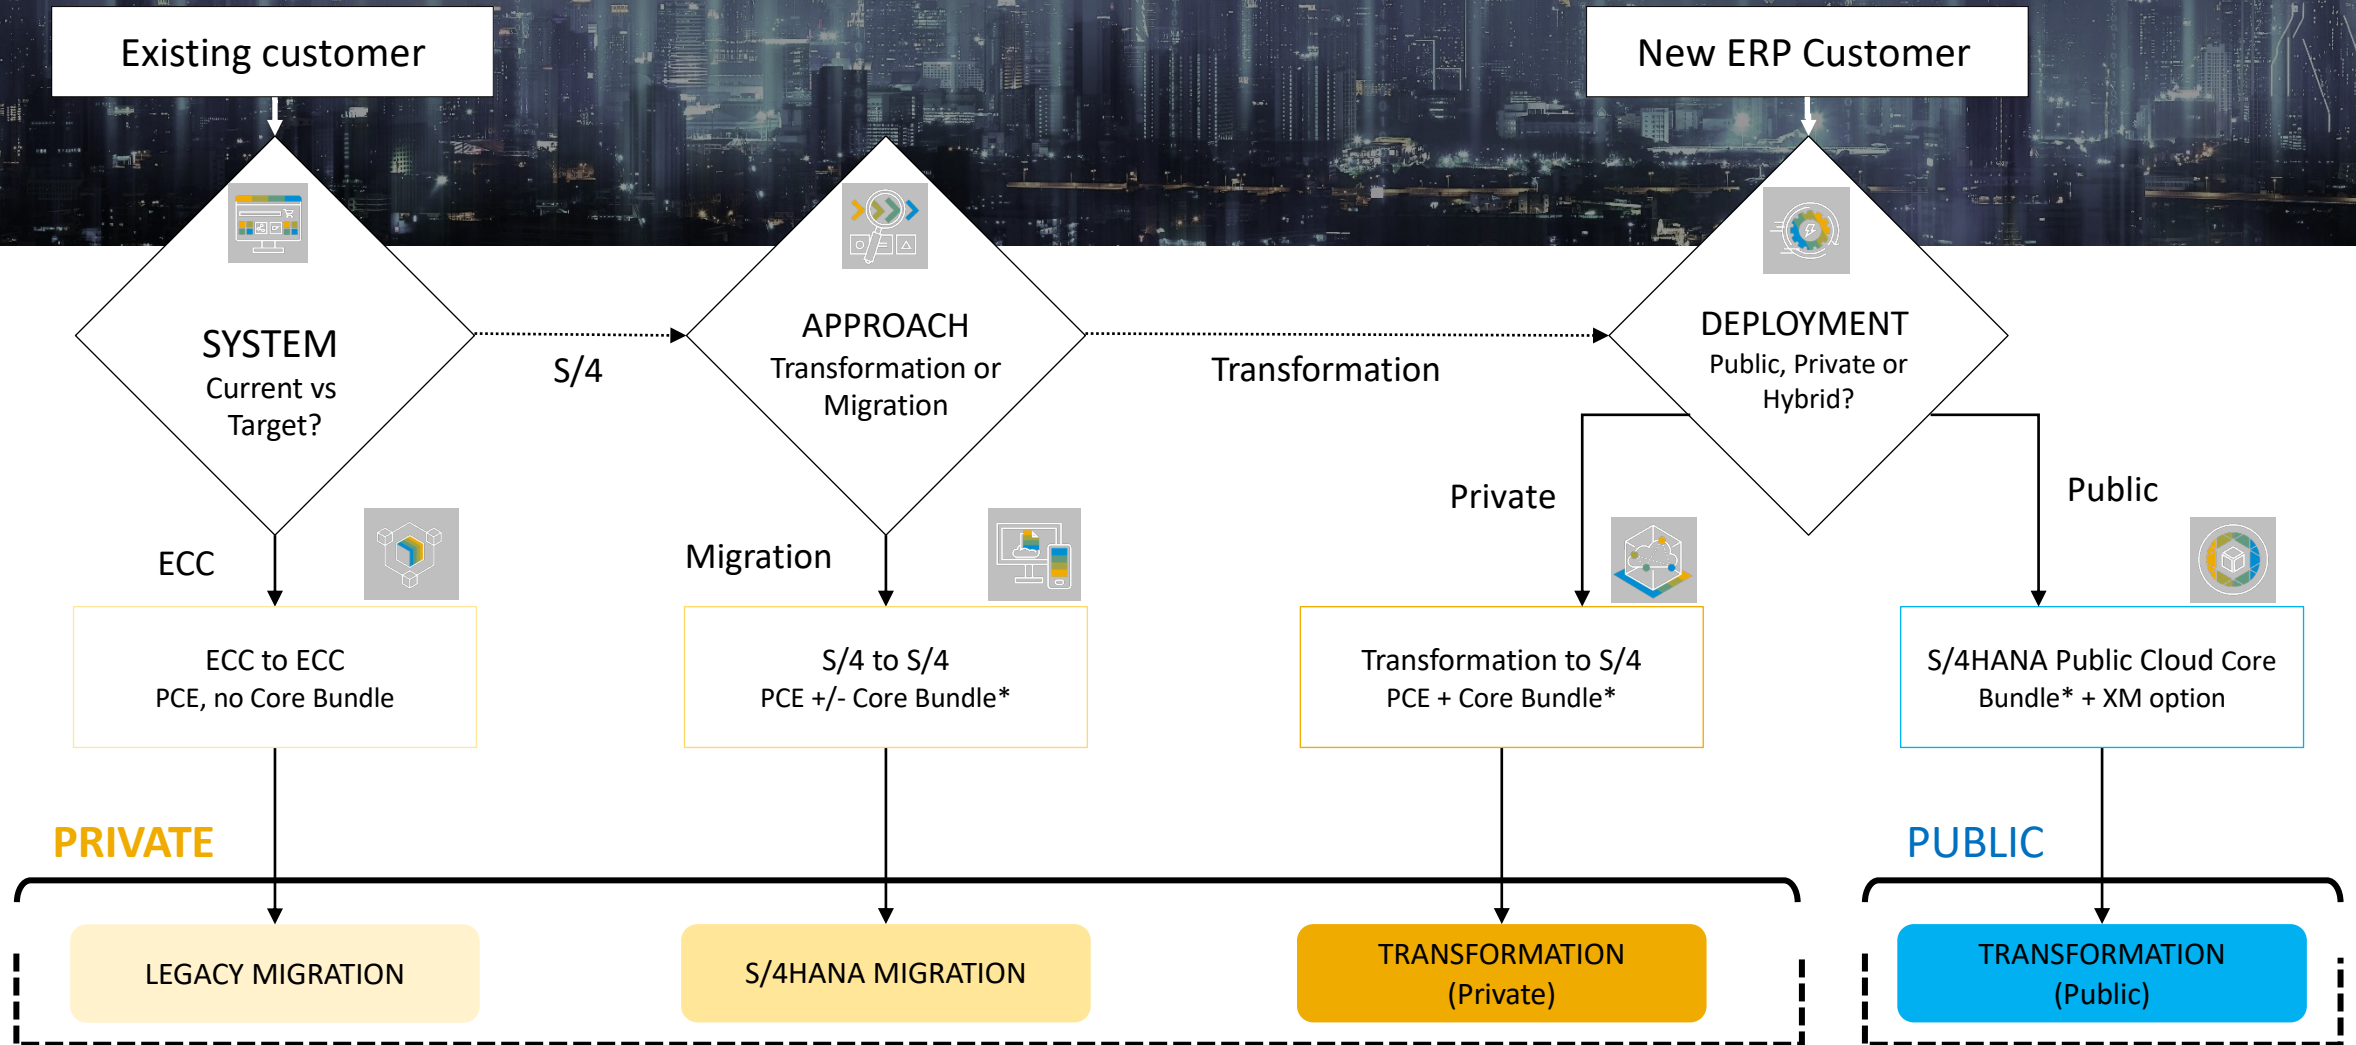 Existing customer
New ERP Customer
SYSTEM
Current vs
Target?
S/4
APPROACH
Transformation or
Migration
Transformation
DEPLOYMENT
Public, Private or
Hybrid?
ECC
Migration
Private
Public
ECC to ECC
PCE, no Core Bundle
S/4 to S/4
PCE +/- Core Bundle*
Transformation to S/4
PCE + Core Bundle*
S/4HANA Public Cloud Core
Bundle* + XM option
PRIVATE
PUBLIC
LEGACY MIGRATION
S/4HANA MIGRATION
TRANSFORMATION
(Private)
TRANSFORMATION
(Public)